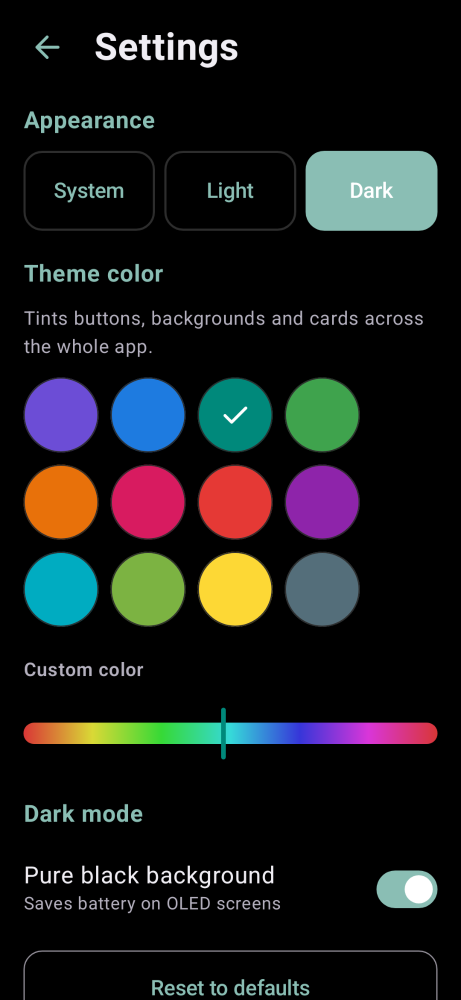 Settings
Appearance
System Light Dark
Theme color
Tints buttons, backgrounds and cards across
the whole app.
Custom color
Dark mode
Pure black background
Saves battery on OLED screens
Reset to defaults